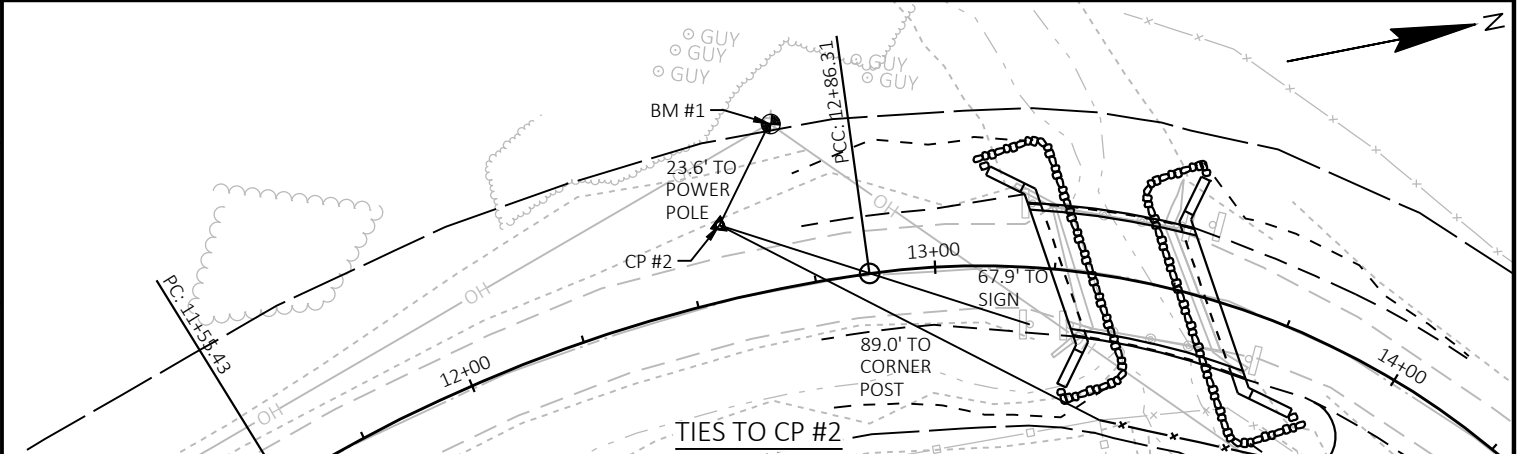 GUY
GUY
GUY
GUY
GUY
N
BM #1
PCC: 12+86.31
23.6' TO
POWER
POLE
CP #2
OH
13+00
67.9' TO
SIGN
OH
PC: 11+55.43
89.0' TO
CORNER
POST
12+00
14+00
OH
TIES TO CP #2